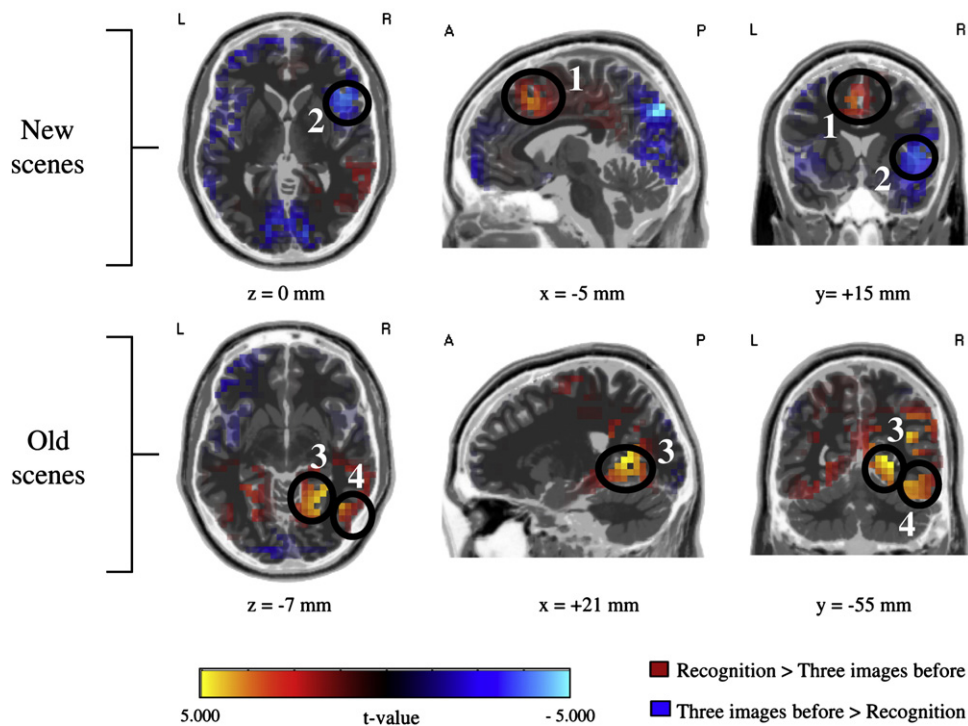 L R
A P
L R
New
scenes
1
2
1
2
z = 0 mm
x = -5 mm
y= +15 mm
L R
A P
L R
Old
scenes
3
4
3
3
4
z = -7 mm
x = +21 mm
y = -55 mm
5.000
t-value
- 5.000
Recognition > Three images before
Three images before > Recognition